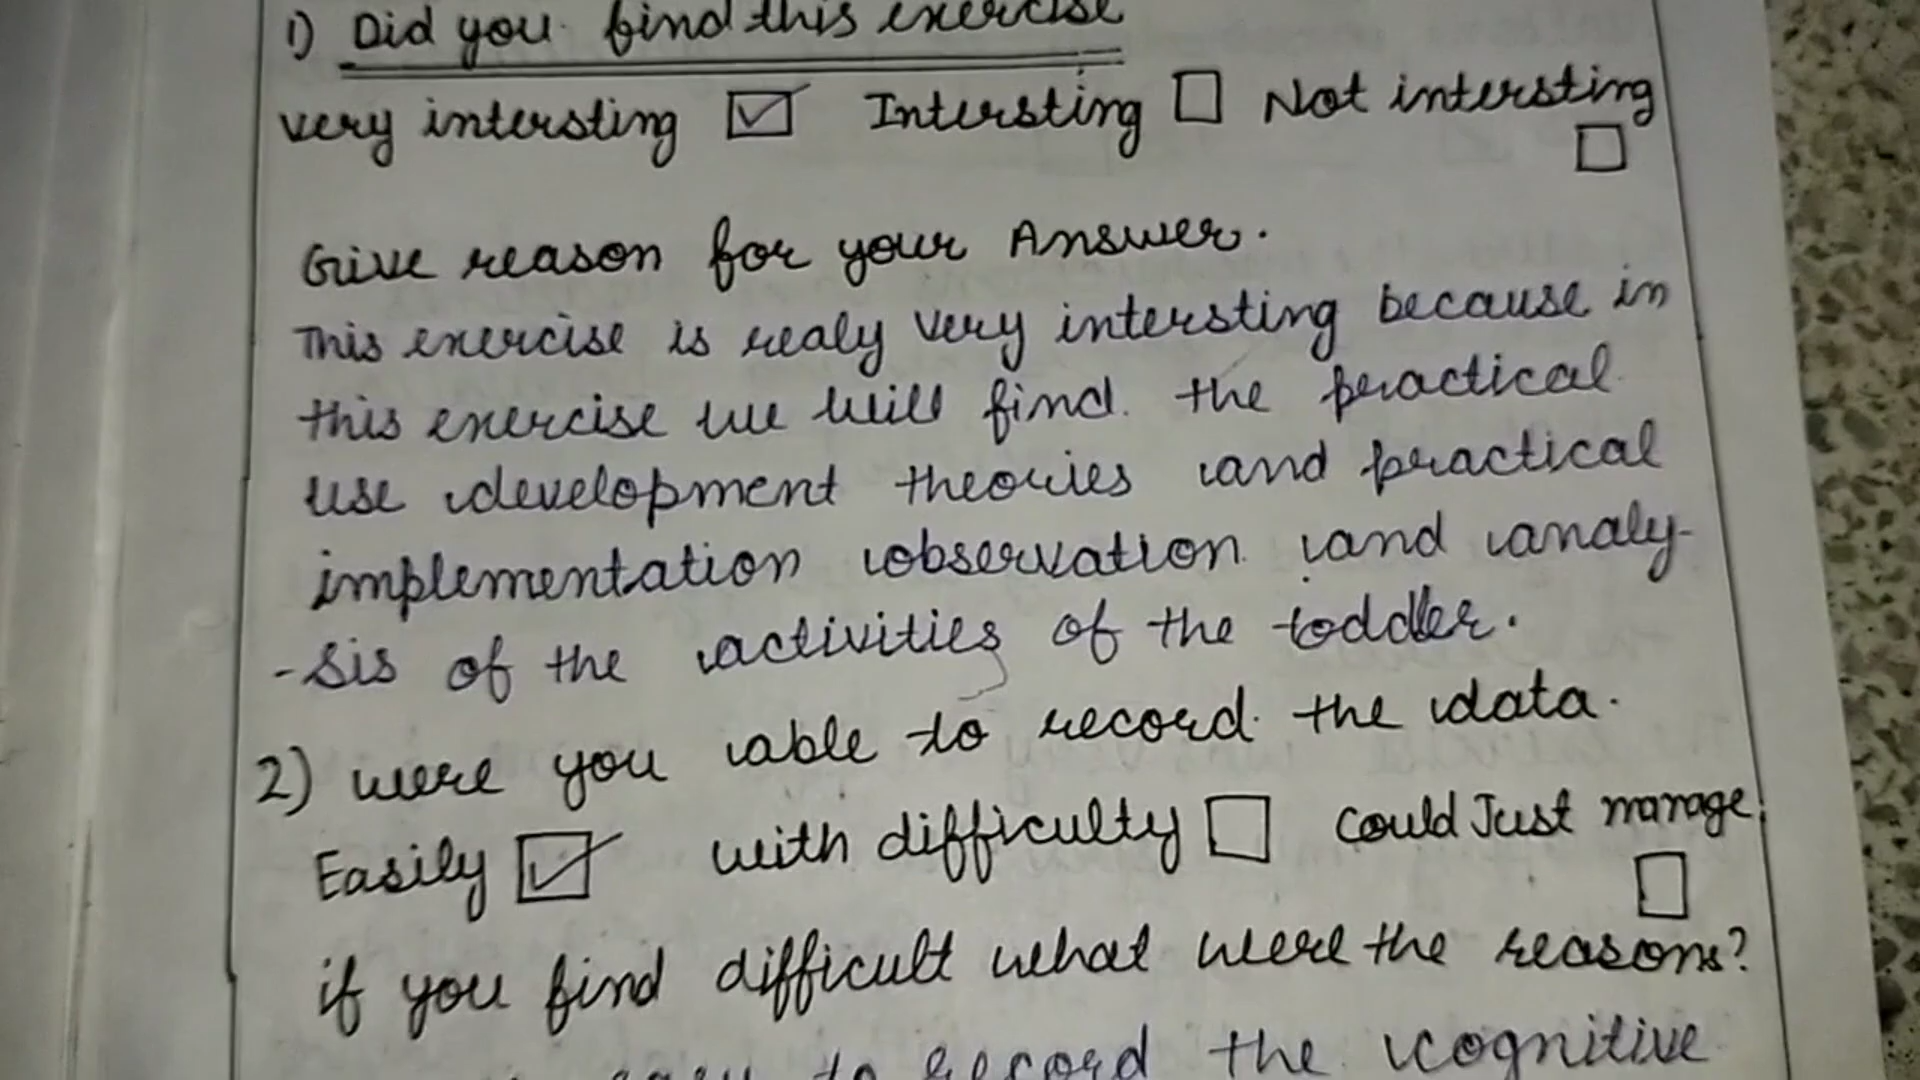 1) Did you find this exercise
very intersting ☑ Intersting ☐ Not intersting ☐
Give reason for your Answer.
This exercise is realy very intersting because in
this exercise we will find the practical
use development theories and practical
implementation observation and analy-
-sis of the activities of the toddler.
2) were you able to record the data.
Easily ☑ with difficulty ☐ could Just manage. ☐
if you find difficult what were the reasons?
easy to record the cognitive